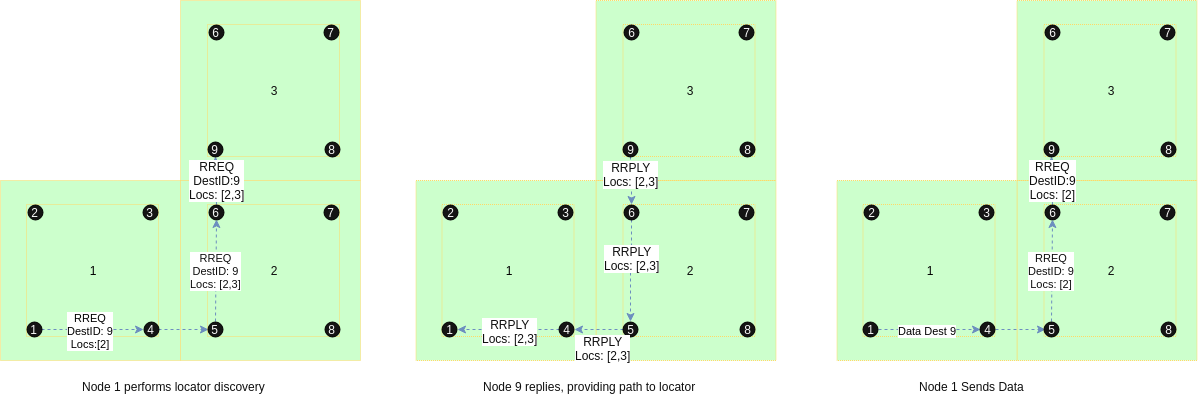 6 7
3
9 8
RREQ
DestID:9
Locs: [2,3]
2 3 6 7
1
RREQ
DestID: 9
Locs: [2,3]
2
1
RREQ
DestID: 9
Locs:[2]
4 5 8
Node 1 performs locator discovery
6 7
3
9 8
RRPLY
Locs: [2,3]
2 3 6 7
1
RRPLY
Locs: [2,3]
2
1
RRPLY
Locs: [2,3]
4 5 8
RRPLY
Locs: [2,3]
Node 9 replies, providing path to locator
6 7
3
9 8
RREQ
DestID:9
Locs: [2]
2 3 6 7
1
RREQ
DestID: 9
Locs: [2]
2
1 Data Dest 9 4 5 8
Node 1 Sends Data